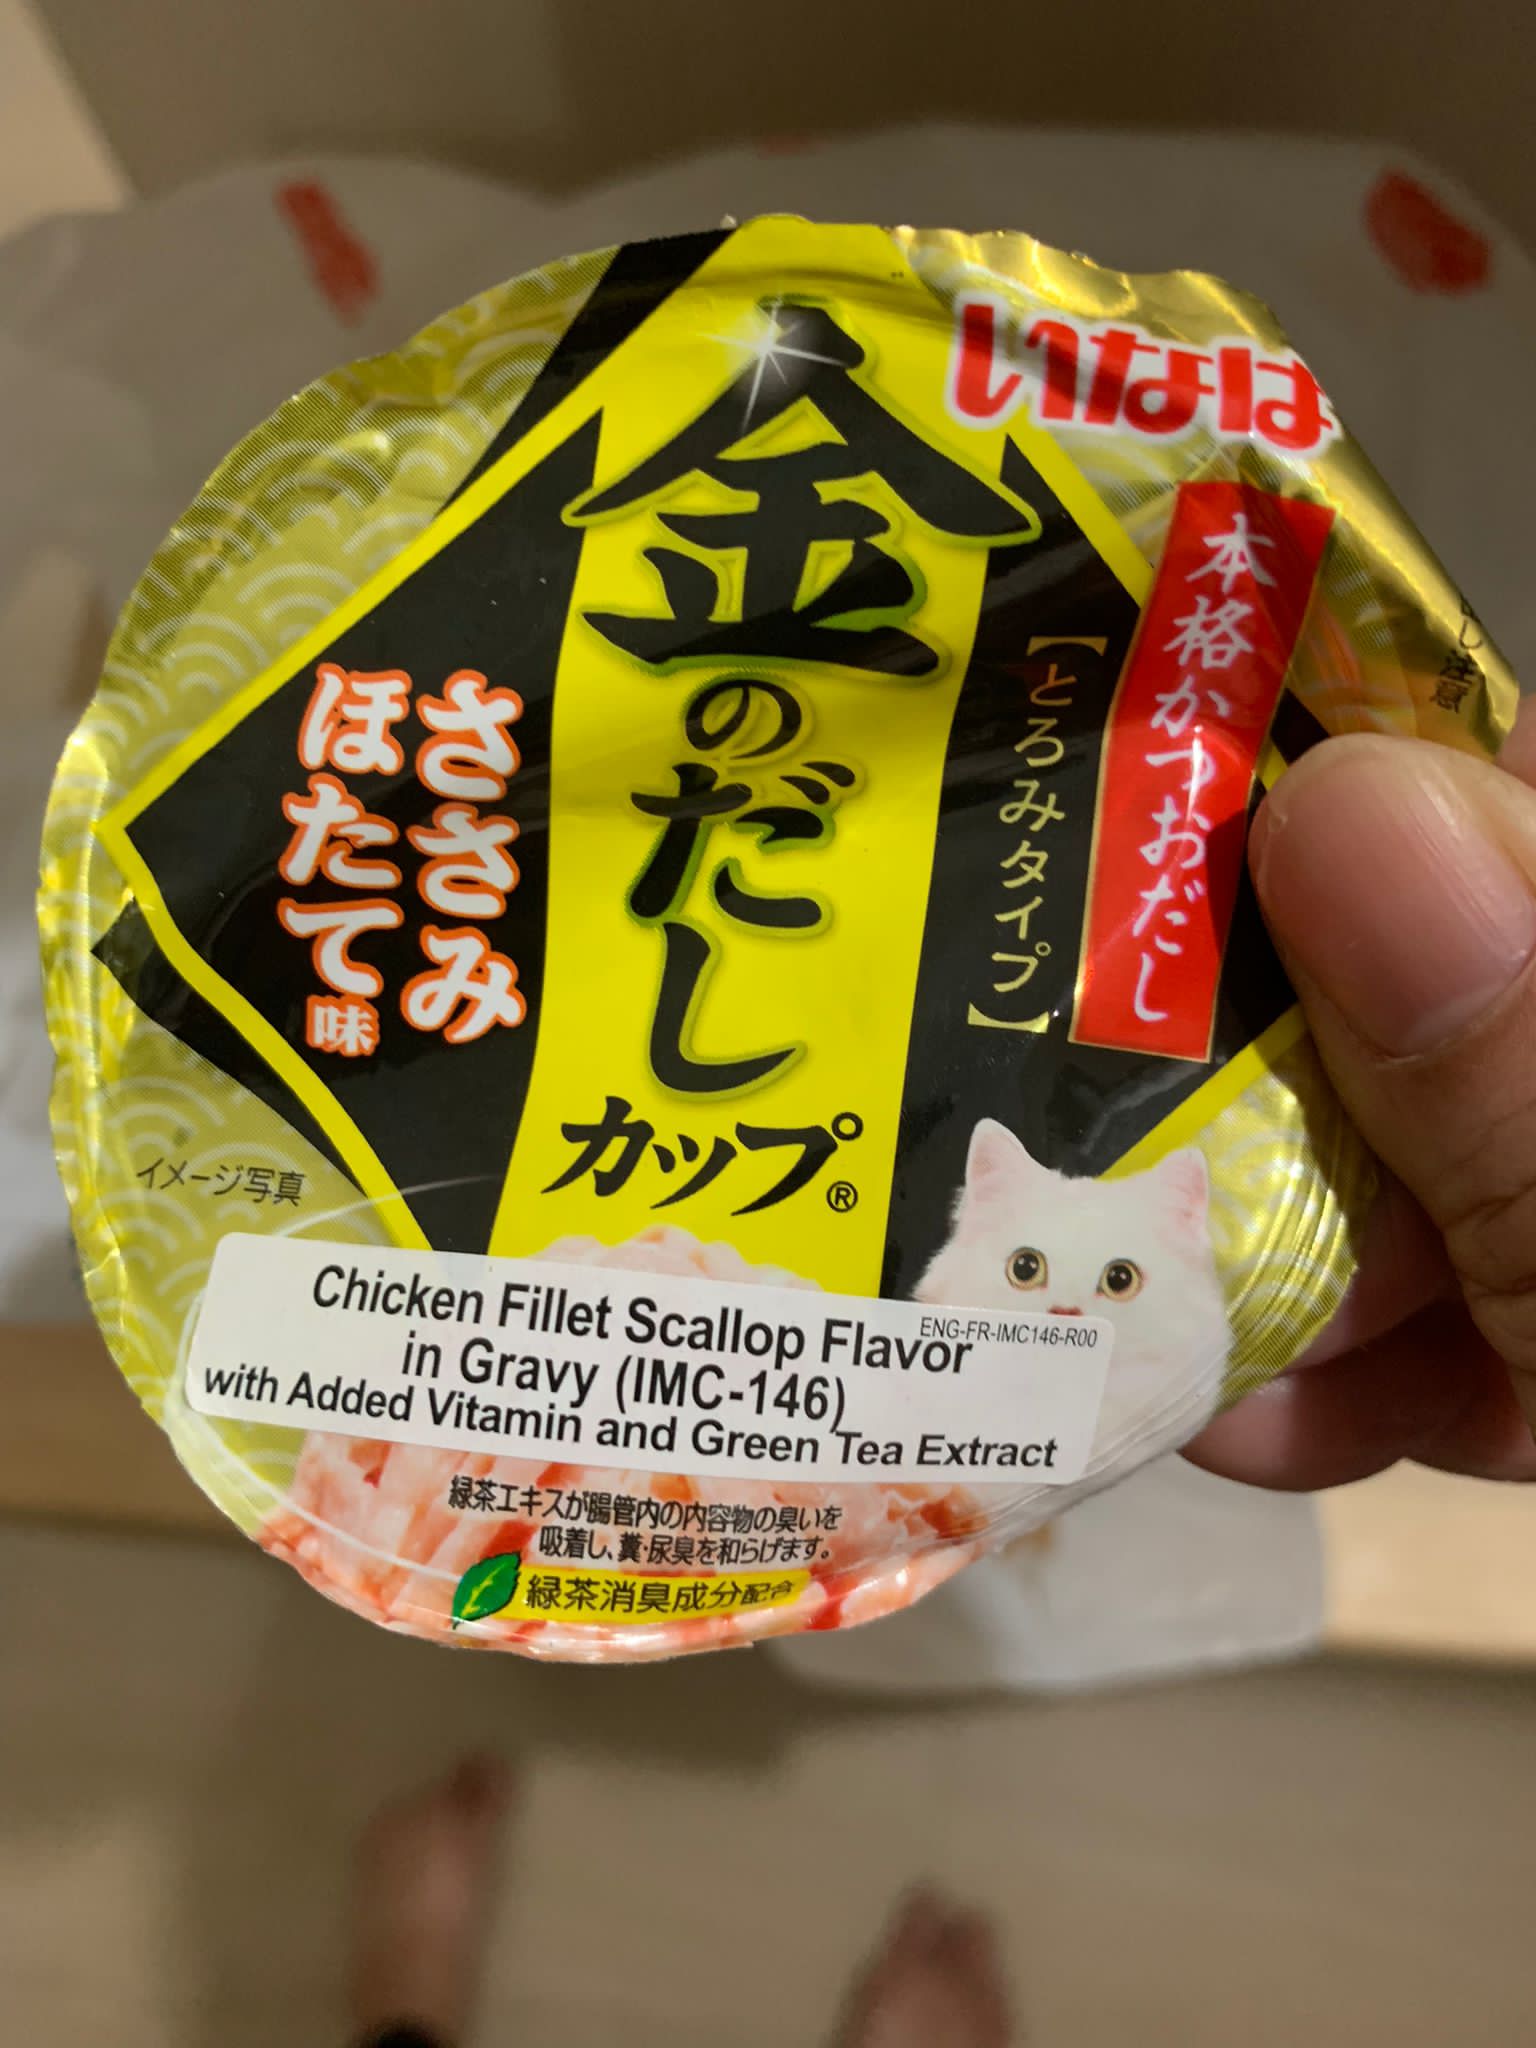 いなば
本格かつおだし
【とろみタイプ】
金のだし
カップ®
ささみ
ほたて味
イメージ写真
ENG-FR-IMC146-R00
Chicken Fillet Scallop Flavor
in Gravy (IMC-146)
with Added Vitamin and Green Tea Extract
緑茶エキスが腸管内の内容物の臭いを
吸着し、糞・尿臭を和らげます。
緑茶消臭成分配合